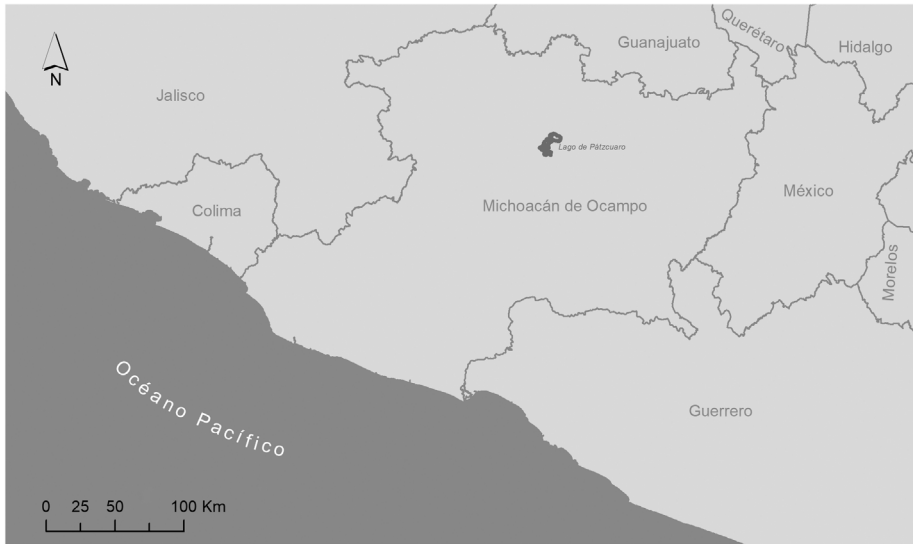 Querétaro
Guanajuato
Hidalgo
N
Jalisco
Lago de Pátzcuaro
México
Michoacán de Ocampo
Colima
Morelos
Océano Pacífico
Guerrero
0 25 50 100 Km